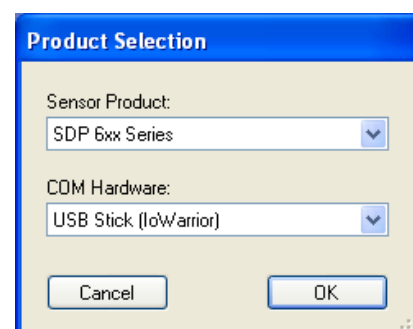 Product Selection
Sensor Product:
SDP 6xx Series
COM Hardware:
USB Stick (IoWarrior)
Cancel OK